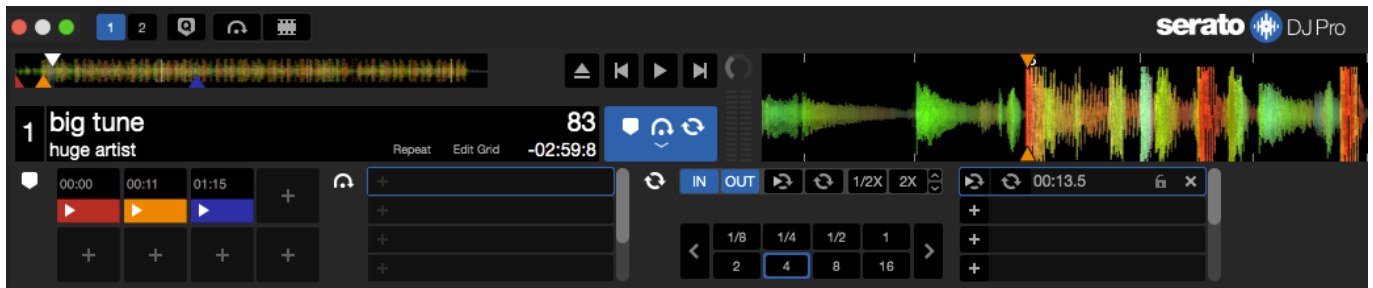 1 2
serato DJ Pro
1 big tune 83
huge artist Repeat Edit Grid -02:59:8
00:00 00:11 01:15
IN OUT 1/2X 2X
00:13.5
1/8 1/4 1/2 1
2 4 8 16